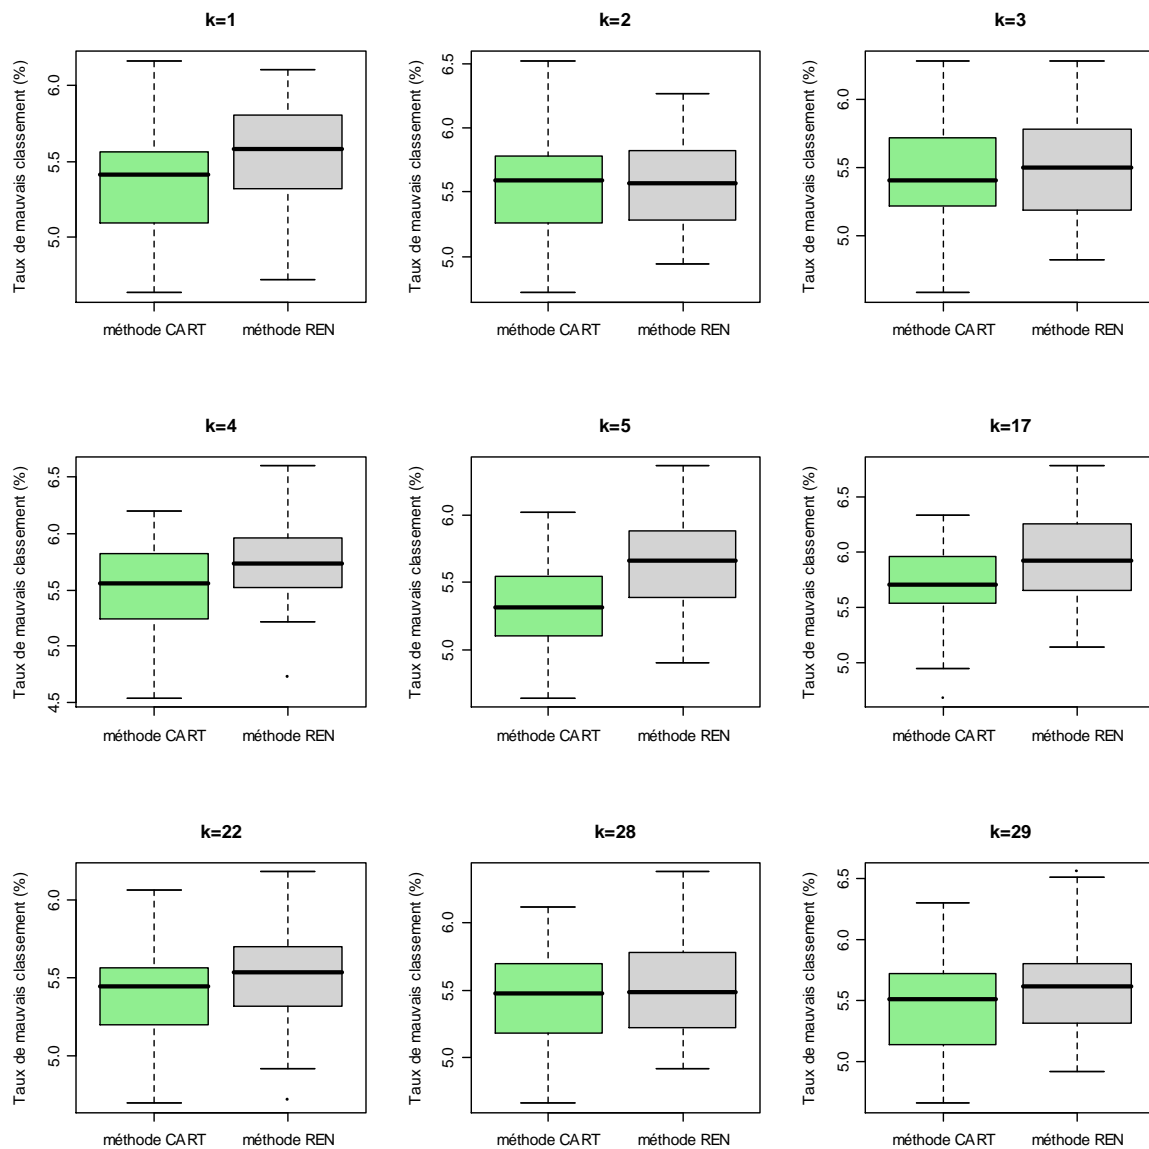 k=1
k=2
k=3
Taux de mauvais classement (%)
5.0 5.5 6.0
méthode CART méthode REN
Taux de mauvais classement (%)
5.0 5.5 6.0 6.5
méthode CART méthode REN
Taux de mauvais classement (%)
5.0 5.5 6.0
méthode CART méthode REN
k=4
k=5
k=17
Taux de mauvais classement (%)
4.5 5.0 5.5 6.0 6.5
méthode CART méthode REN
Taux de mauvais classement (%)
5.0 5.5 6.0
méthode CART méthode REN
Taux de mauvais classement (%)
5.0 5.5 6.0 6.5
méthode CART méthode REN
k=22
k=28
k=29
Taux de mauvais classement (%)
5.0 5.5 6.0
méthode CART méthode REN
Taux de mauvais classement (%)
5.0 5.5 6.0
méthode CART méthode REN
Taux de mauvais classement (%)
5.0 5.5 6.0 6.5
méthode CART méthode REN